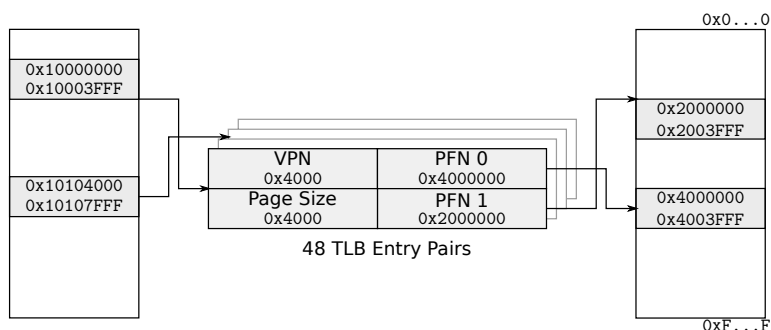 0x0...0
0x10000000
0x10003FFF
0x2000000
0x2003FFF
VPN
0x4000
PFN 0
0x4000000
0x10104000
0x10107FFF
Page Size
0x4000
PFN 1
0x2000000
0x4000000
0x4003FFF
48 TLB Entry Pairs
0xF...F